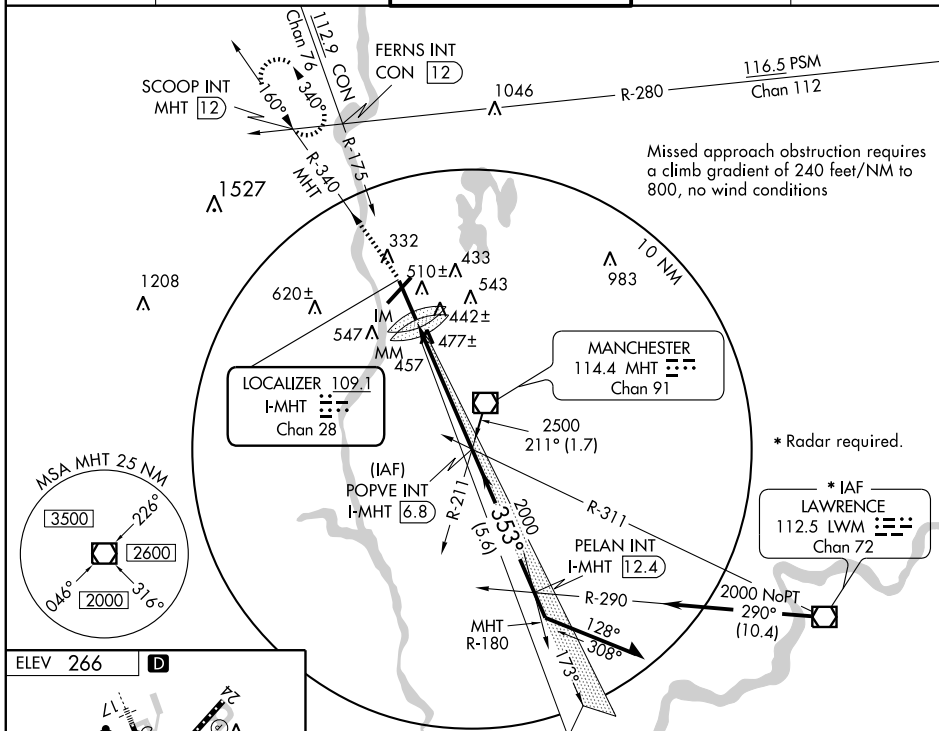 112.9 CON
Chan 76
FERNS INT
CON 12
SCOOP INT
MHT 12
160°
340°
1046
R-280
116.5 PSM
Chan 112
R-340
MHT
R-175
Missed approach obstruction requires
a climb gradient of 240 feet/NM to
800, no wind conditions
1527
1208
332
433
510±
543
620±
442±
IM
547
477±
MM
457
983
10 NM
LOCALIZER 109.1
I-MHT
Chan 28
MANCHESTER
114.4 MHT
Chan 91
2500
211° (1.7)
* Radar required.
(IAF)
POPVE INT
I-MHT 6.8
R-211
353°
(5.6)
2000
R-311
PELAN INT
I-MHT 12.4
* IAF
LAWRENCE
112.5 LWM
Chan 72
R-290
2000 NoPT
290°
(10.4)
MHT
R-180
128°
308°
173°
MSA MHT 25 NM
3500
226°
2600
046°
2000
316°
ELEV 266
D
17
24
P